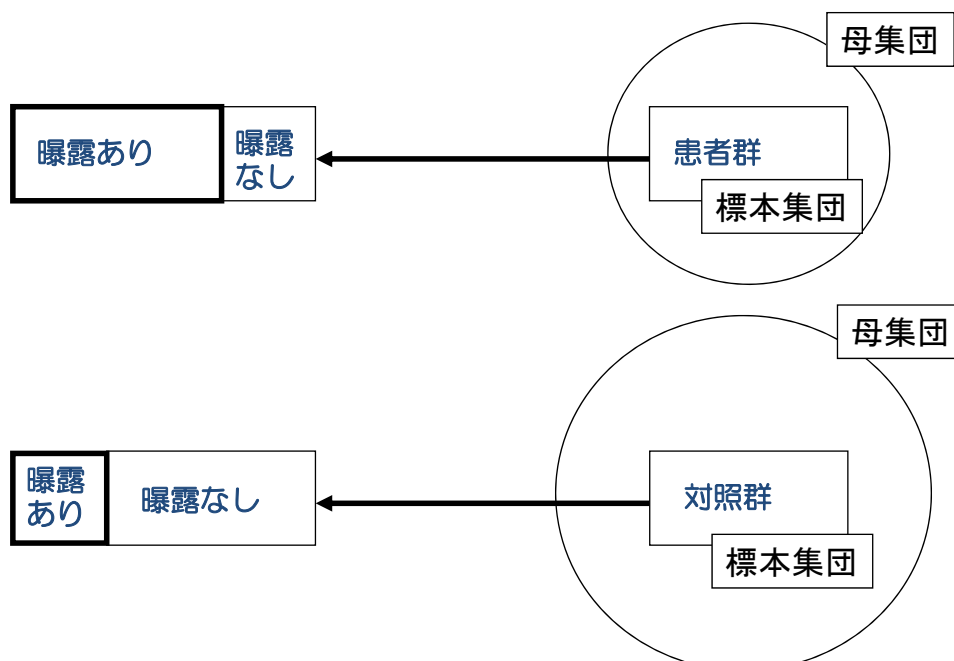 母集団
曝露あり
曝露
なし
患者群
標本集団
母集団
曝露
あり
曝露なし
対照群
標本集団